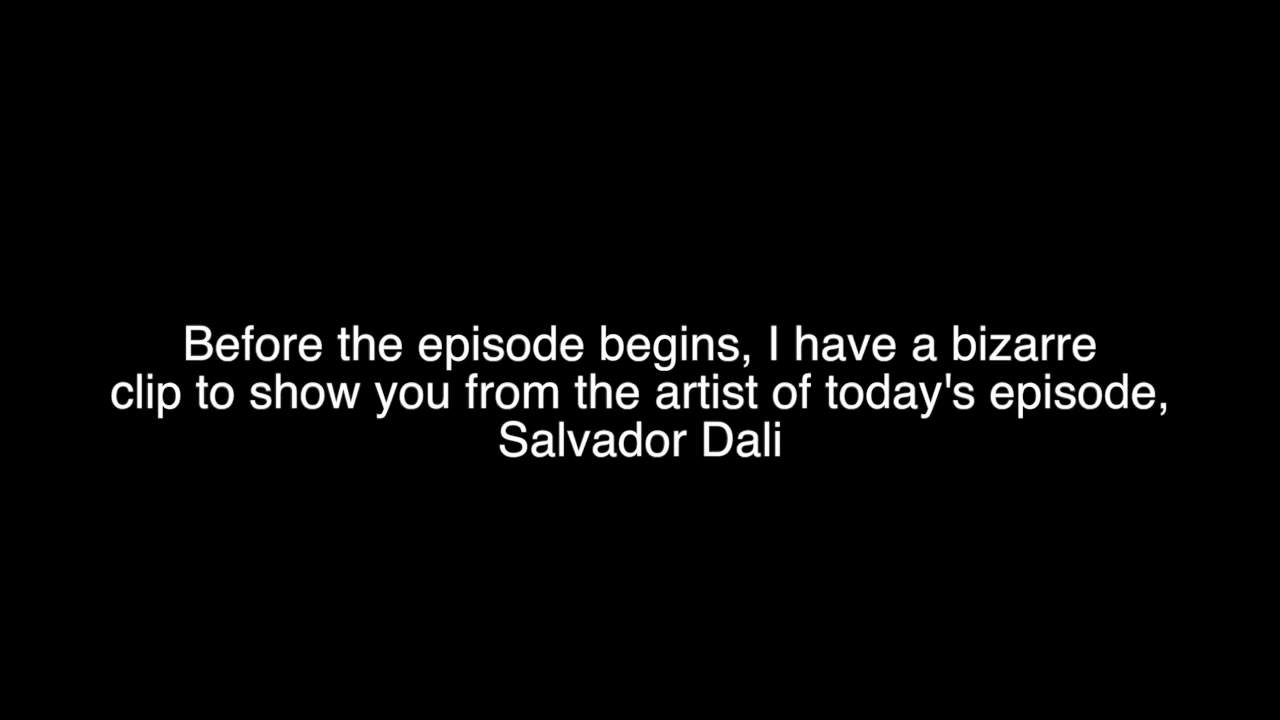 Before the episode begins, I have a bizarre
clip to show you from the artist of today's episode,
Salvador Dali